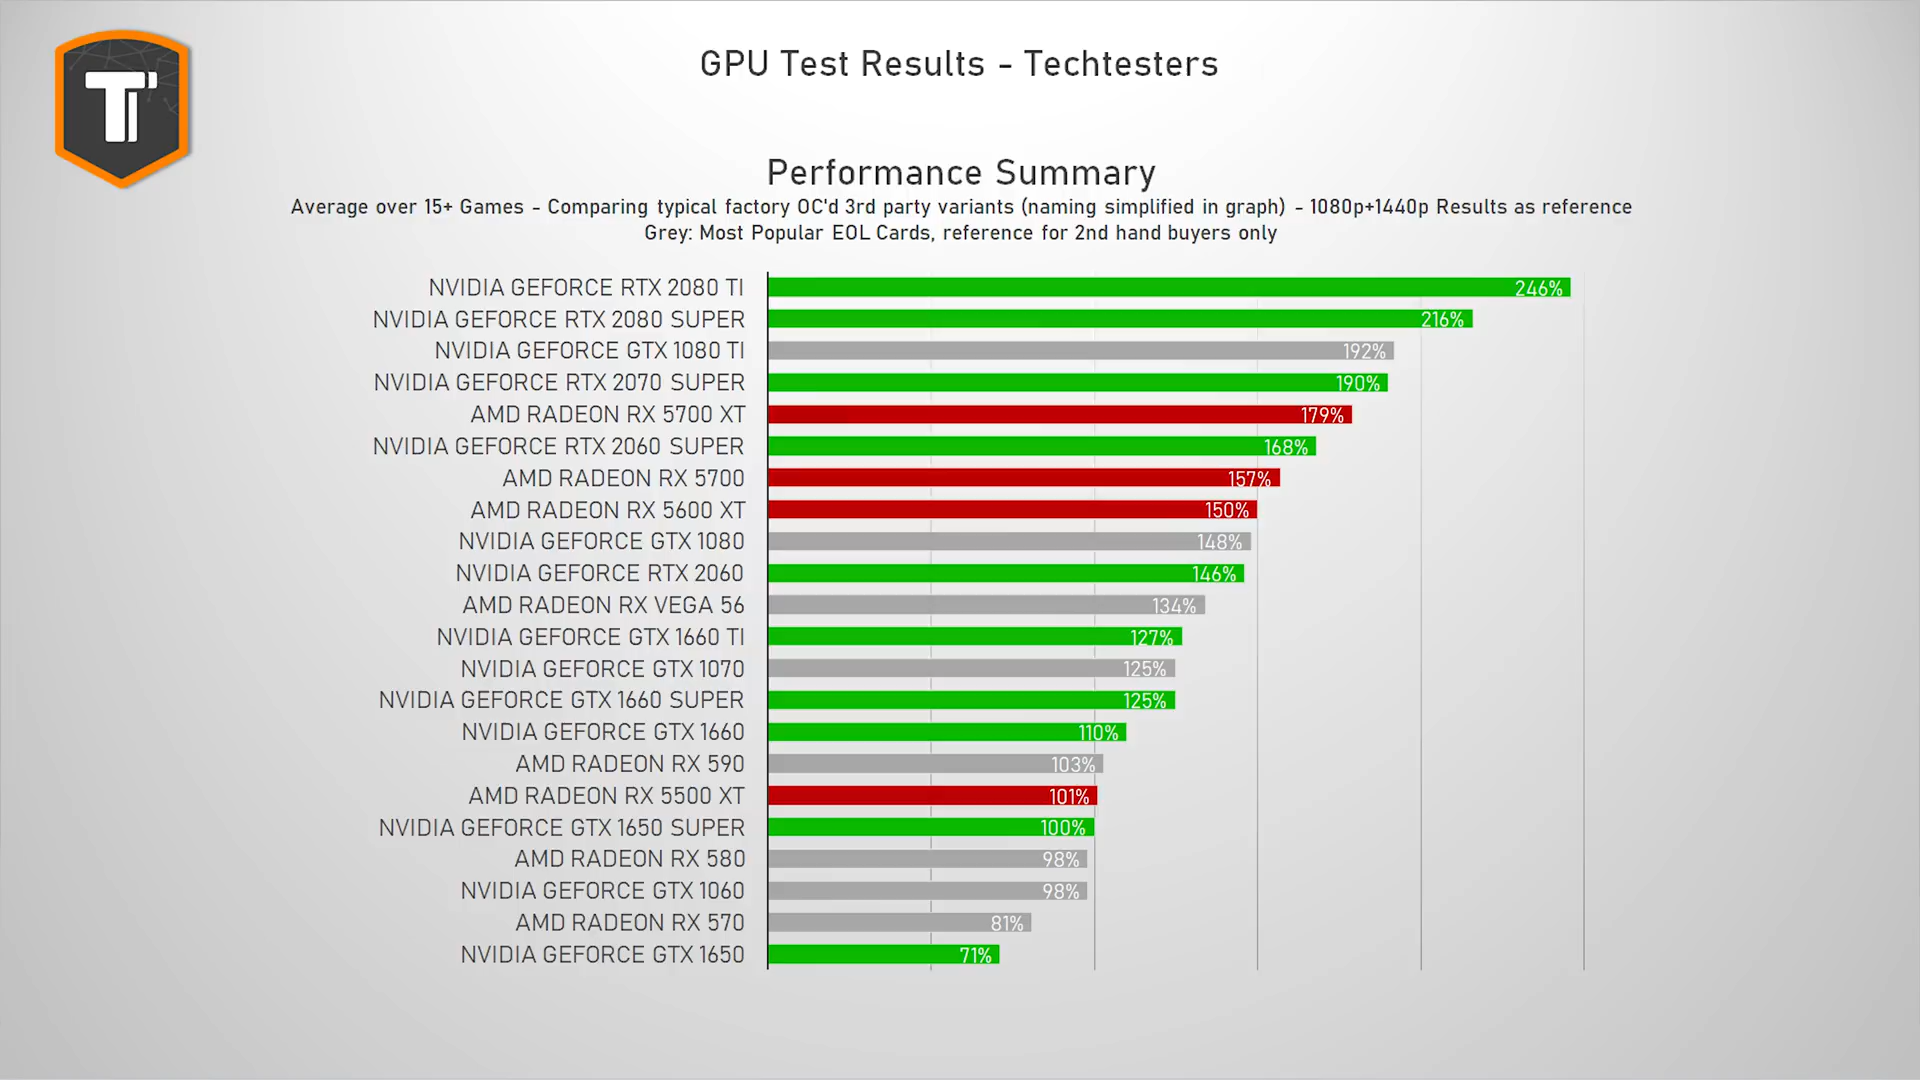 GPU Test Results - Techtesters
Performance Summary
Average over 15+ Games - Comparing typical factory OC'd 3rd party variants (naming simplified in graph) - 1080p+1440p Results as reference
Grey: Most Popular EOL Cards, reference for 2nd hand buyers only
NVIDIA GEFORCE RTX 2080 TI 246%
NVIDIA GEFORCE RTX 2080 SUPER 216%
NVIDIA GEFORCE GTX 1080 TI 192%
NVIDIA GEFORCE RTX 2070 SUPER 190%
AMD RADEON RX 5700 XT 179%
NVIDIA GEFORCE RTX 2060 SUPER 168%
AMD RADEON RX 5700 157%
AMD RADEON RX 5600 XT 150%
NVIDIA GEFORCE GTX 1080 148%
NVIDIA GEFORCE RTX 2060 146%
AMD RADEON RX VEGA 56 134%
NVIDIA GEFORCE GTX 1660 TI 127%
NVIDIA GEFORCE GTX 1070 125%
NVIDIA GEFORCE GTX 1660 SUPER 125%
NVIDIA GEFORCE GTX 1660 110%
AMD RADEON RX 590 103%
AMD RADEON RX 5500 XT 101%
NVIDIA GEFORCE GTX 1650 SUPER 100%
AMD RADEON RX 580 98%
NVIDIA GEFORCE GTX 1060 98%
AMD RADEON RX 570 81%
NVIDIA GEFORCE GTX 1650 71%